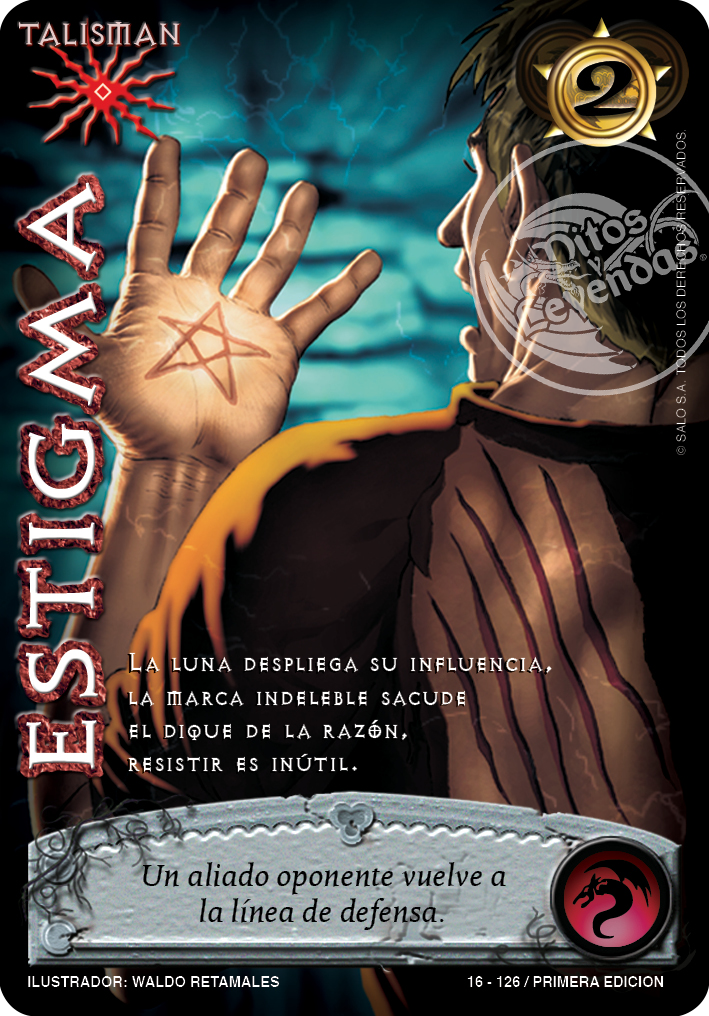 TALISMAN
2
Mitos
y
Leyendas
®
© SALO S.A. TODOS LOS DERECHOS RESERVADOS.
ESTIGMA
La luna despliega su influencia,
la marca indeleble sacude
el dique de la razón,
resistir es inútil.
Un aliado oponente vuelve a
la línea de defensa.
ILUSTRADOR: WALDO RETAMALES
16 - 126 / PRIMERA EDICION